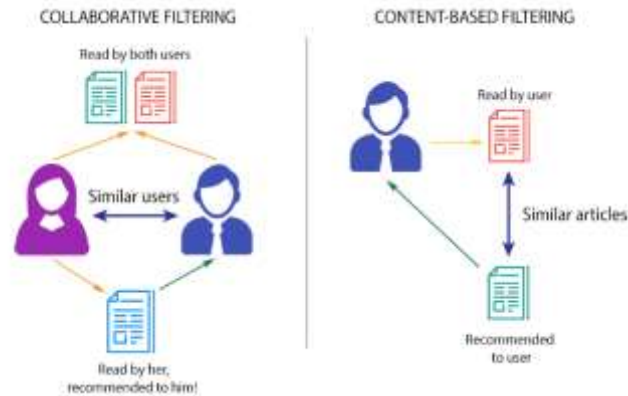 COLLABORATIVE FILTERING
Read by both users
Similar users
Read by her,
recommended to him!
CONTENT-BASED FILTERING
Read by user
Similar articles
Recommended
to user